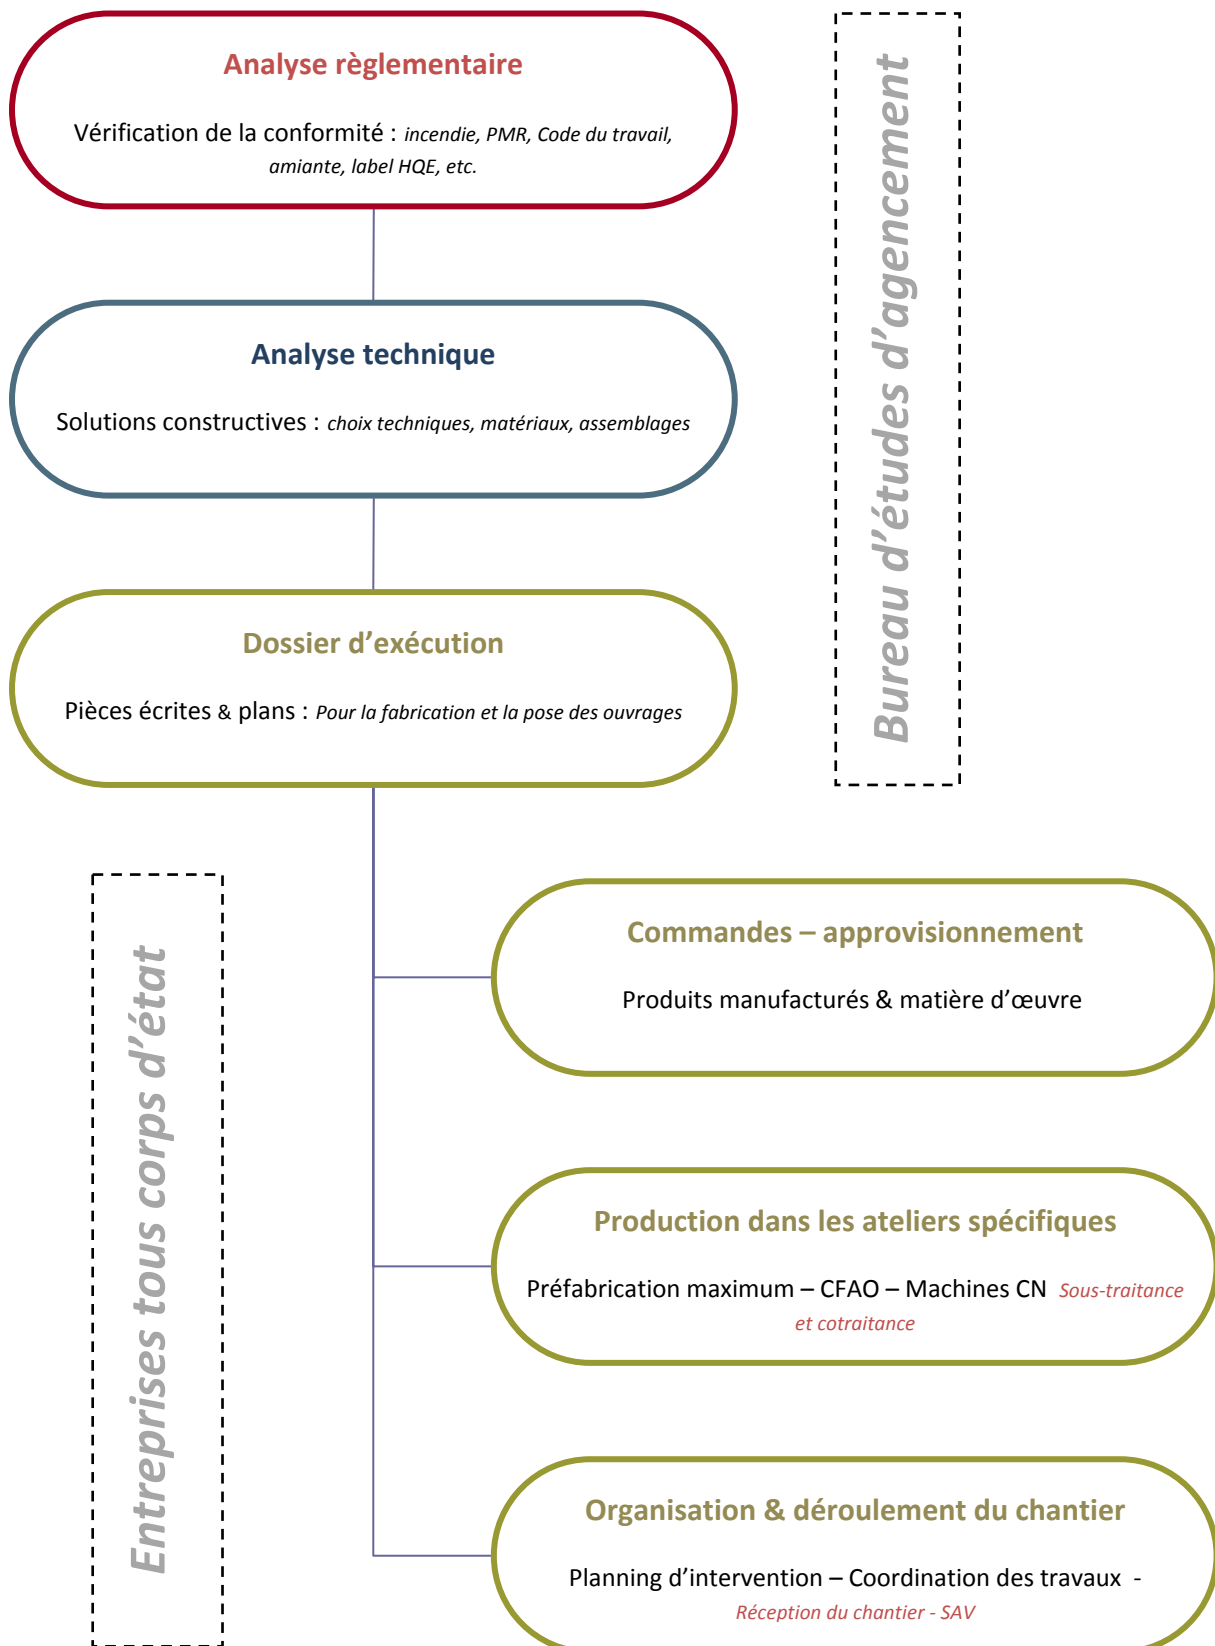 Analyse règlementaire
Vérification de la conformité : incendie, PMR, Code du travail,
amiante, label HQE, etc.
Analyse technique
Solutions constructives : choix techniques, matériaux, assemblages
Dossier d’exécution
Pièces écrites & plans : Pour la fabrication et la pose des ouvrages
Bureau d’études d’agencement
Entreprises tous corps d’état
Commandes – approvisionnement
Produits manufacturés & matière d’œuvre
Production dans les ateliers spécifiques
Préfabrication maximum – CFAO – Machines CN Sous-traitance
et cotraitance
Organisation & déroulement du chantier
Planning d’intervention – Coordination des travaux -
Réception du chantier - SAV